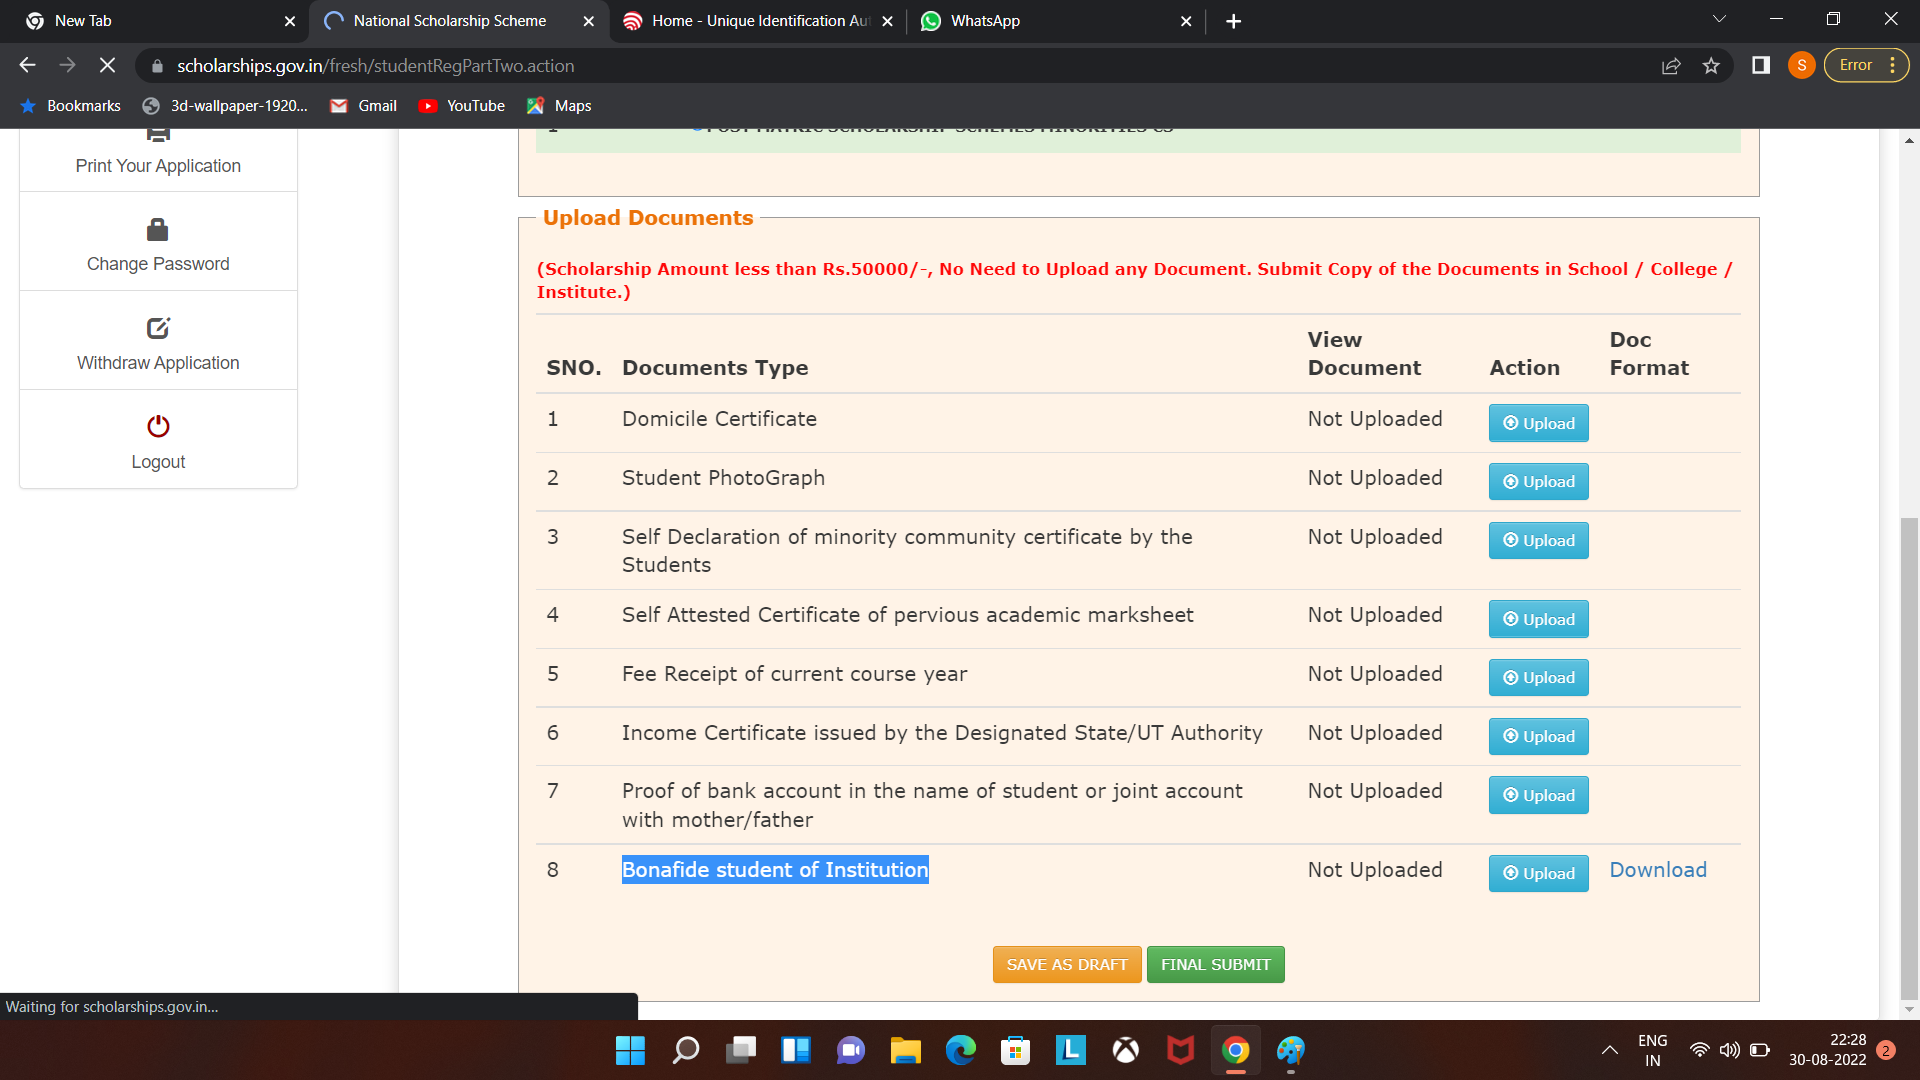 New Tab
National Scholarship Scheme
Home - Unique Identification Au
WhatsApp
scholarships.gov.in/fresh/studentRegPartTwo.action
S
Error
Bookmarks
3d-wallpaper-1920...
Gmail
YouTube
Maps
Print Your Application
Change Password
Withdraw Application
Logout
1 POST MATRIC SCHOLARSHIP SCHEMES MINORITIES CS
Upload Documents
(Scholarship Amount less than Rs.50000/-, No Need to Upload any Document. Submit Copy of the Documents in School / College /
Institute.)
SNO. Documents Type View Document Action Doc Format
1 Domicile Certificate Not Uploaded Upload
2 Student PhotoGraph Not Uploaded Upload
3 Self Declaration of minority community certificate by the
Students Not Uploaded Upload
4 Self Attested Certificate of pervious academic marksheet Not Uploaded Upload
5 Fee Receipt of current course year Not Uploaded Upload
6 Income Certificate issued by the Designated State/UT Authority Not Uploaded Upload
7 Proof of bank account in the name of student or joint account
with mother/father Not Uploaded Upload
8 Bonafide student of Institution Not Uploaded Upload Download
SAVE AS DRAFT FINAL SUBMIT
Waiting for scholarships.gov.in...
L
ENG
IN
22:28
30-08-2022
2